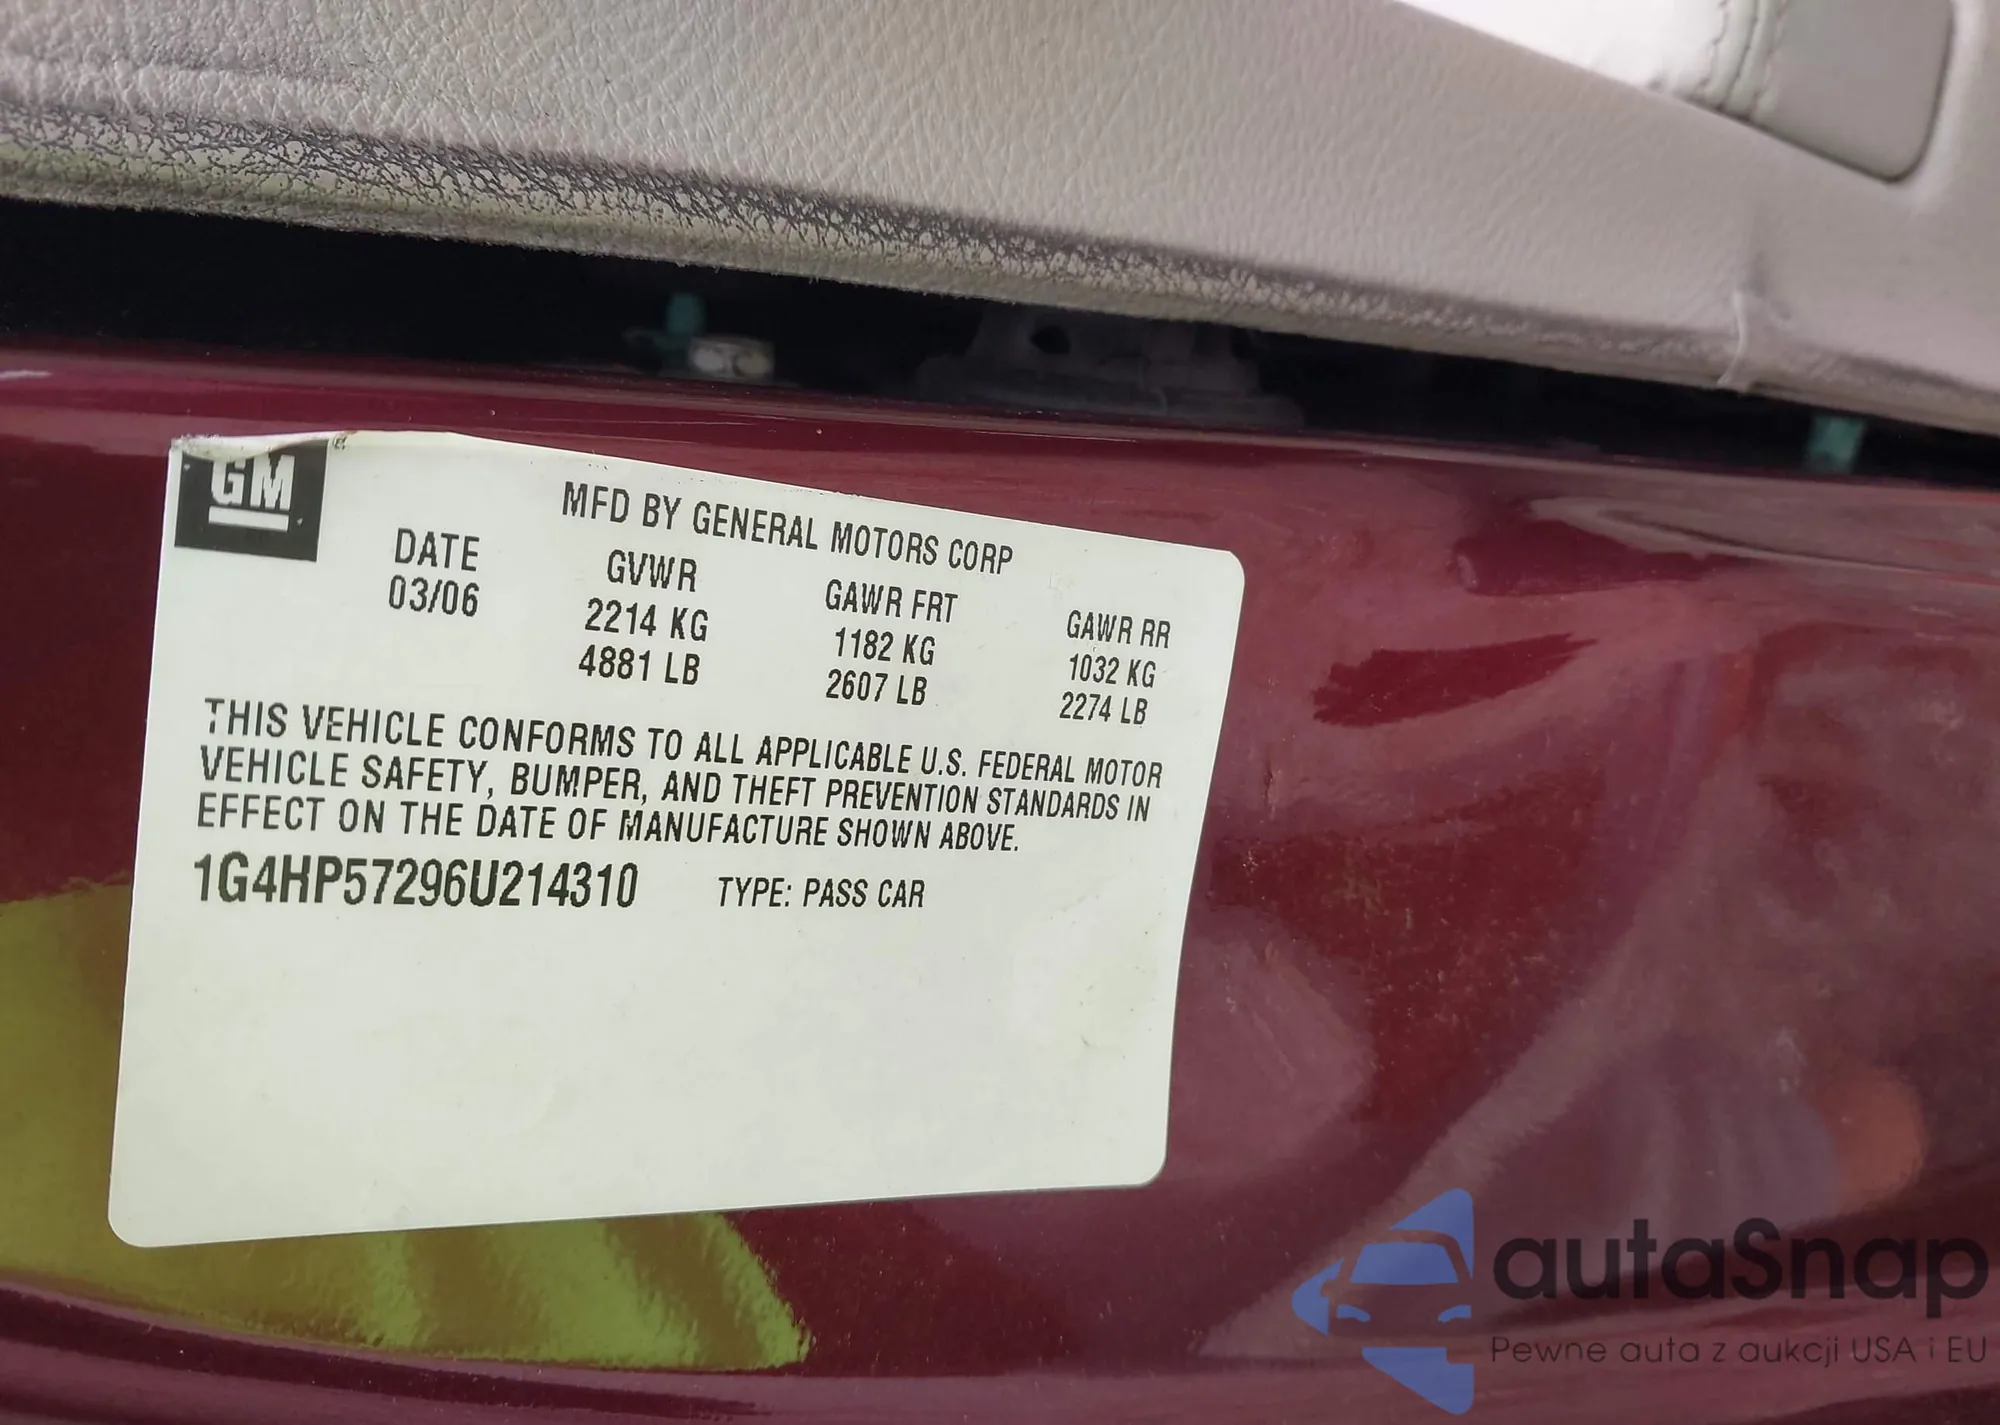 GM
MFD BY GENERAL MOTORS CORP
DATE GVWR GAWR FRT GAWR RR
03/06 2214 KG 1182 KG 1032 KG
4881 LB 2607 LB 2274 LB
THIS VEHICLE CONFORMS TO ALL APPLICABLE U.S. FEDERAL MOTOR
VEHICLE SAFETY, BUMPER, AND THEFT PREVENTION STANDARDS IN
EFFECT ON THE DATE OF MANUFACTURE SHOWN ABOVE.
1G4HP57296U214310 TYPE: PASS CAR
autaSnap
Pewne auta z aukcji USA i EU